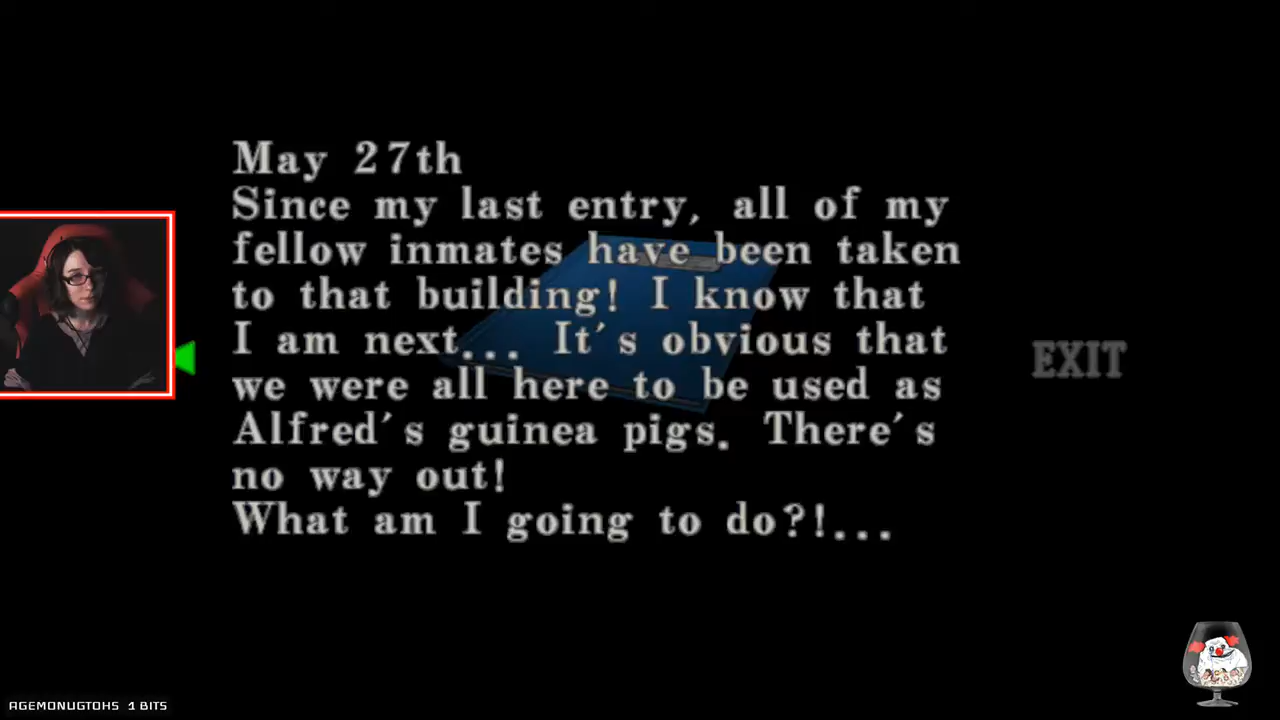 May 27th
Since my last entry, all of my
fellow inmates have been taken
to that building! I know that
I am next... It's obvious that
we were all here to be used as
Alfred's guinea pigs. There's
no way out!
What am I going to do?!...
EXIT
AGEMONUGTOHS 1 BITS